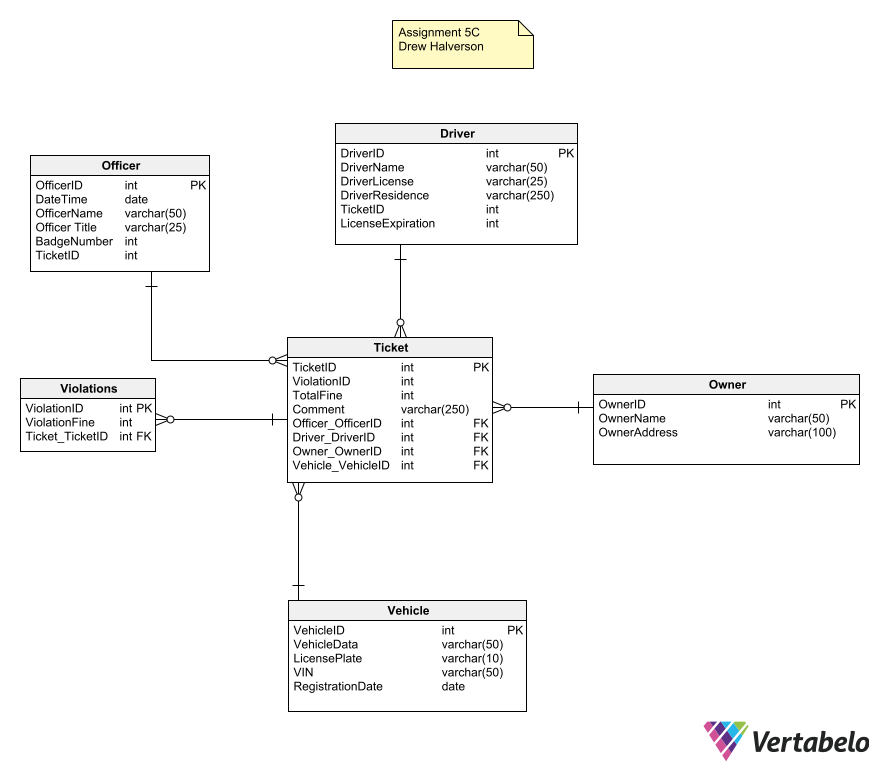 Assignment 5C
Drew Halverson
Driver
DriverID int PK
DriverName varchar(50)
DriverLicense varchar(25)
DriverResidence varchar(250)
TicketID int
LicenseExpiration int
Officer
OfficerID int PK
DateTime date
OfficerName varchar(50)
Officer Title varchar(25)
BadgeNumber int
TicketID int
Ticket
TicketID int PK
ViolationID int
TotalFine int
Comment varchar(250)
Officer_OfficerID int FK
Driver_DriverID int FK
Owner_OwnerID int FK
Vehicle_VehicleID int FK
Violations
ViolationID int PK
ViolationFine int
Ticket_TicketID int FK
Owner
OwnerID int PK
OwnerName varchar(50)
OwnerAddress varchar(100)
Vehicle
VehicleID int PK
VehicleData varchar(50)
LicensePlate varchar(10)
VIN varchar(50)
RegistrationDate date
Vertabelo